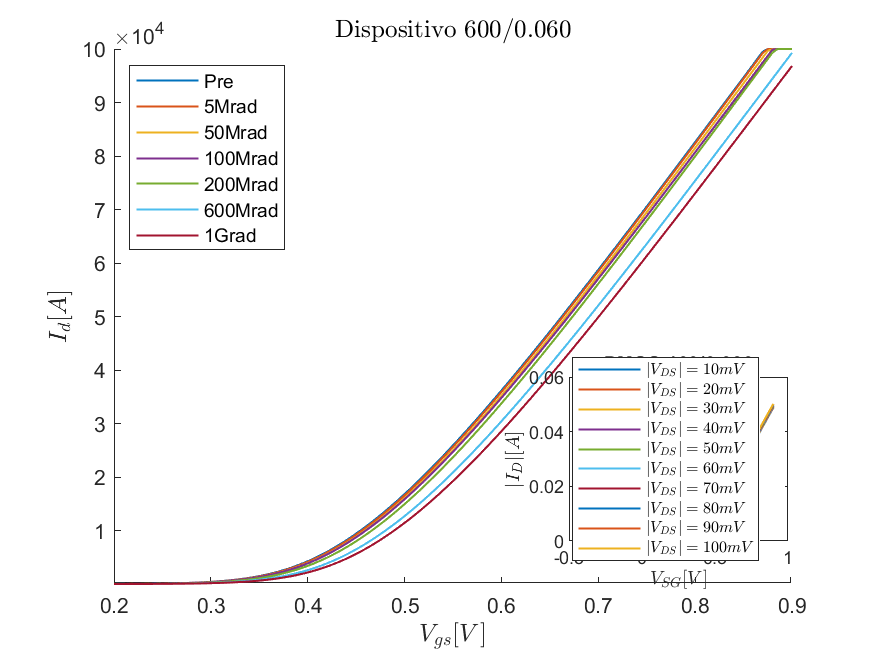 Dispositivo 600/0.060
×10⁴
10
9
8
7
6
5
4
3
2
1
I_d[A]
Pre
5Mrad
50Mrad
100Mrad
200Mrad
600Mrad
1Grad
0.2
0.3
0.4
0.5
0.6
0.7
0.8
0.9
V_gs[V]
0.06
0.04
0.02
0
|I_D|[A]
|V_DS| = 10mV
|V_DS| = 20mV
|V_DS| = 30mV
|V_DS| = 40mV
|V_DS| = 50mV
|V_DS| = 60mV
|V_DS| = 70mV
|V_DS| = 80mV
|V_DS| = 90mV
|V_DS| = 100mV
1
V_SG[V]